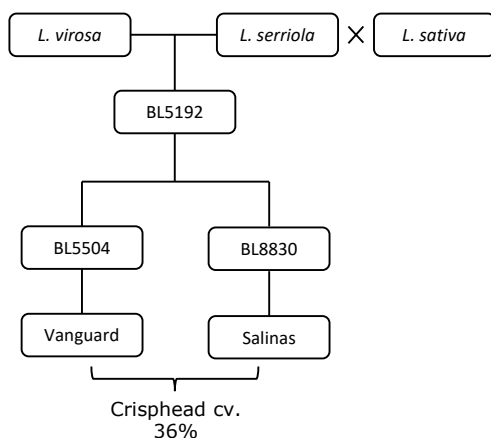 L. virosa
L. serriola
L. sativa
BL5192
BL5504
BL8830
Vanguard
Salinas
Crisphead cv.
36%